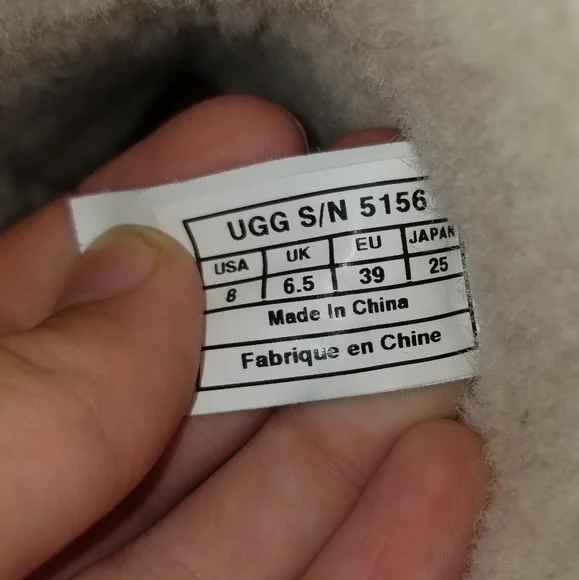 UGG S/N 5156
USA UK EU JAPAN
8 6.5 39 25
Made In China
Fabrique en Chine